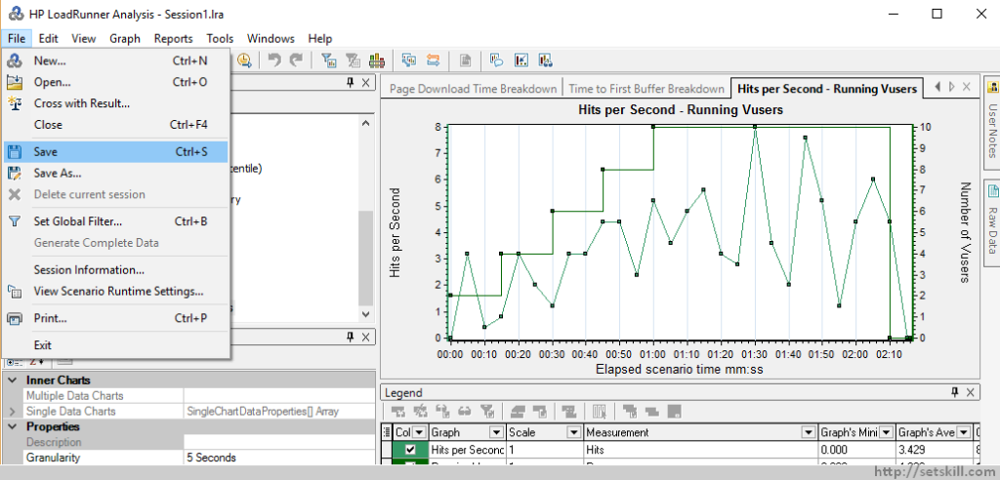 HP LoadRunner Analysis - Session1.lra
File Edit View Graph Reports Tools Windows Help
New... Ctrl+N
Open... Ctrl+O
Cross with Result...
Close Ctrl+F4
Save Ctrl+S
Save As...
Delete current session
Set Global Filter... Ctrl+B
Generate Complete Data
Session Information...
View Scenario Runtime Settings...
Print... Ctrl+P
Exit
Inner Charts
Multiple Data Charts
Single Data Charts SingleChartDataProperties[] Array
Properties
Description
Granularity 5 Seconds
Page Download Time Breakdown Time to First Buffer Breakdown Hits per Second - Running Vusers
Hits per Second - Running Vusers
8
7
6
5
4
3
2
1
0
Hits per Second
10
9
8
7
6
5
4
3
2
1
0
Number of Vusers
00:00 00:10 00:20 00:30 00:40 00:50 01:00 01:10 01:20 01:30 01:40 01:50 02:00 02:10
Elapsed scenario time mm:ss
User Notes
Raw Data
Legend
Col Graph Scale Measurement Graph's Mini Graph's Ave
Hits per Second 1 Hits 0.000 3.429
http://setskill.com